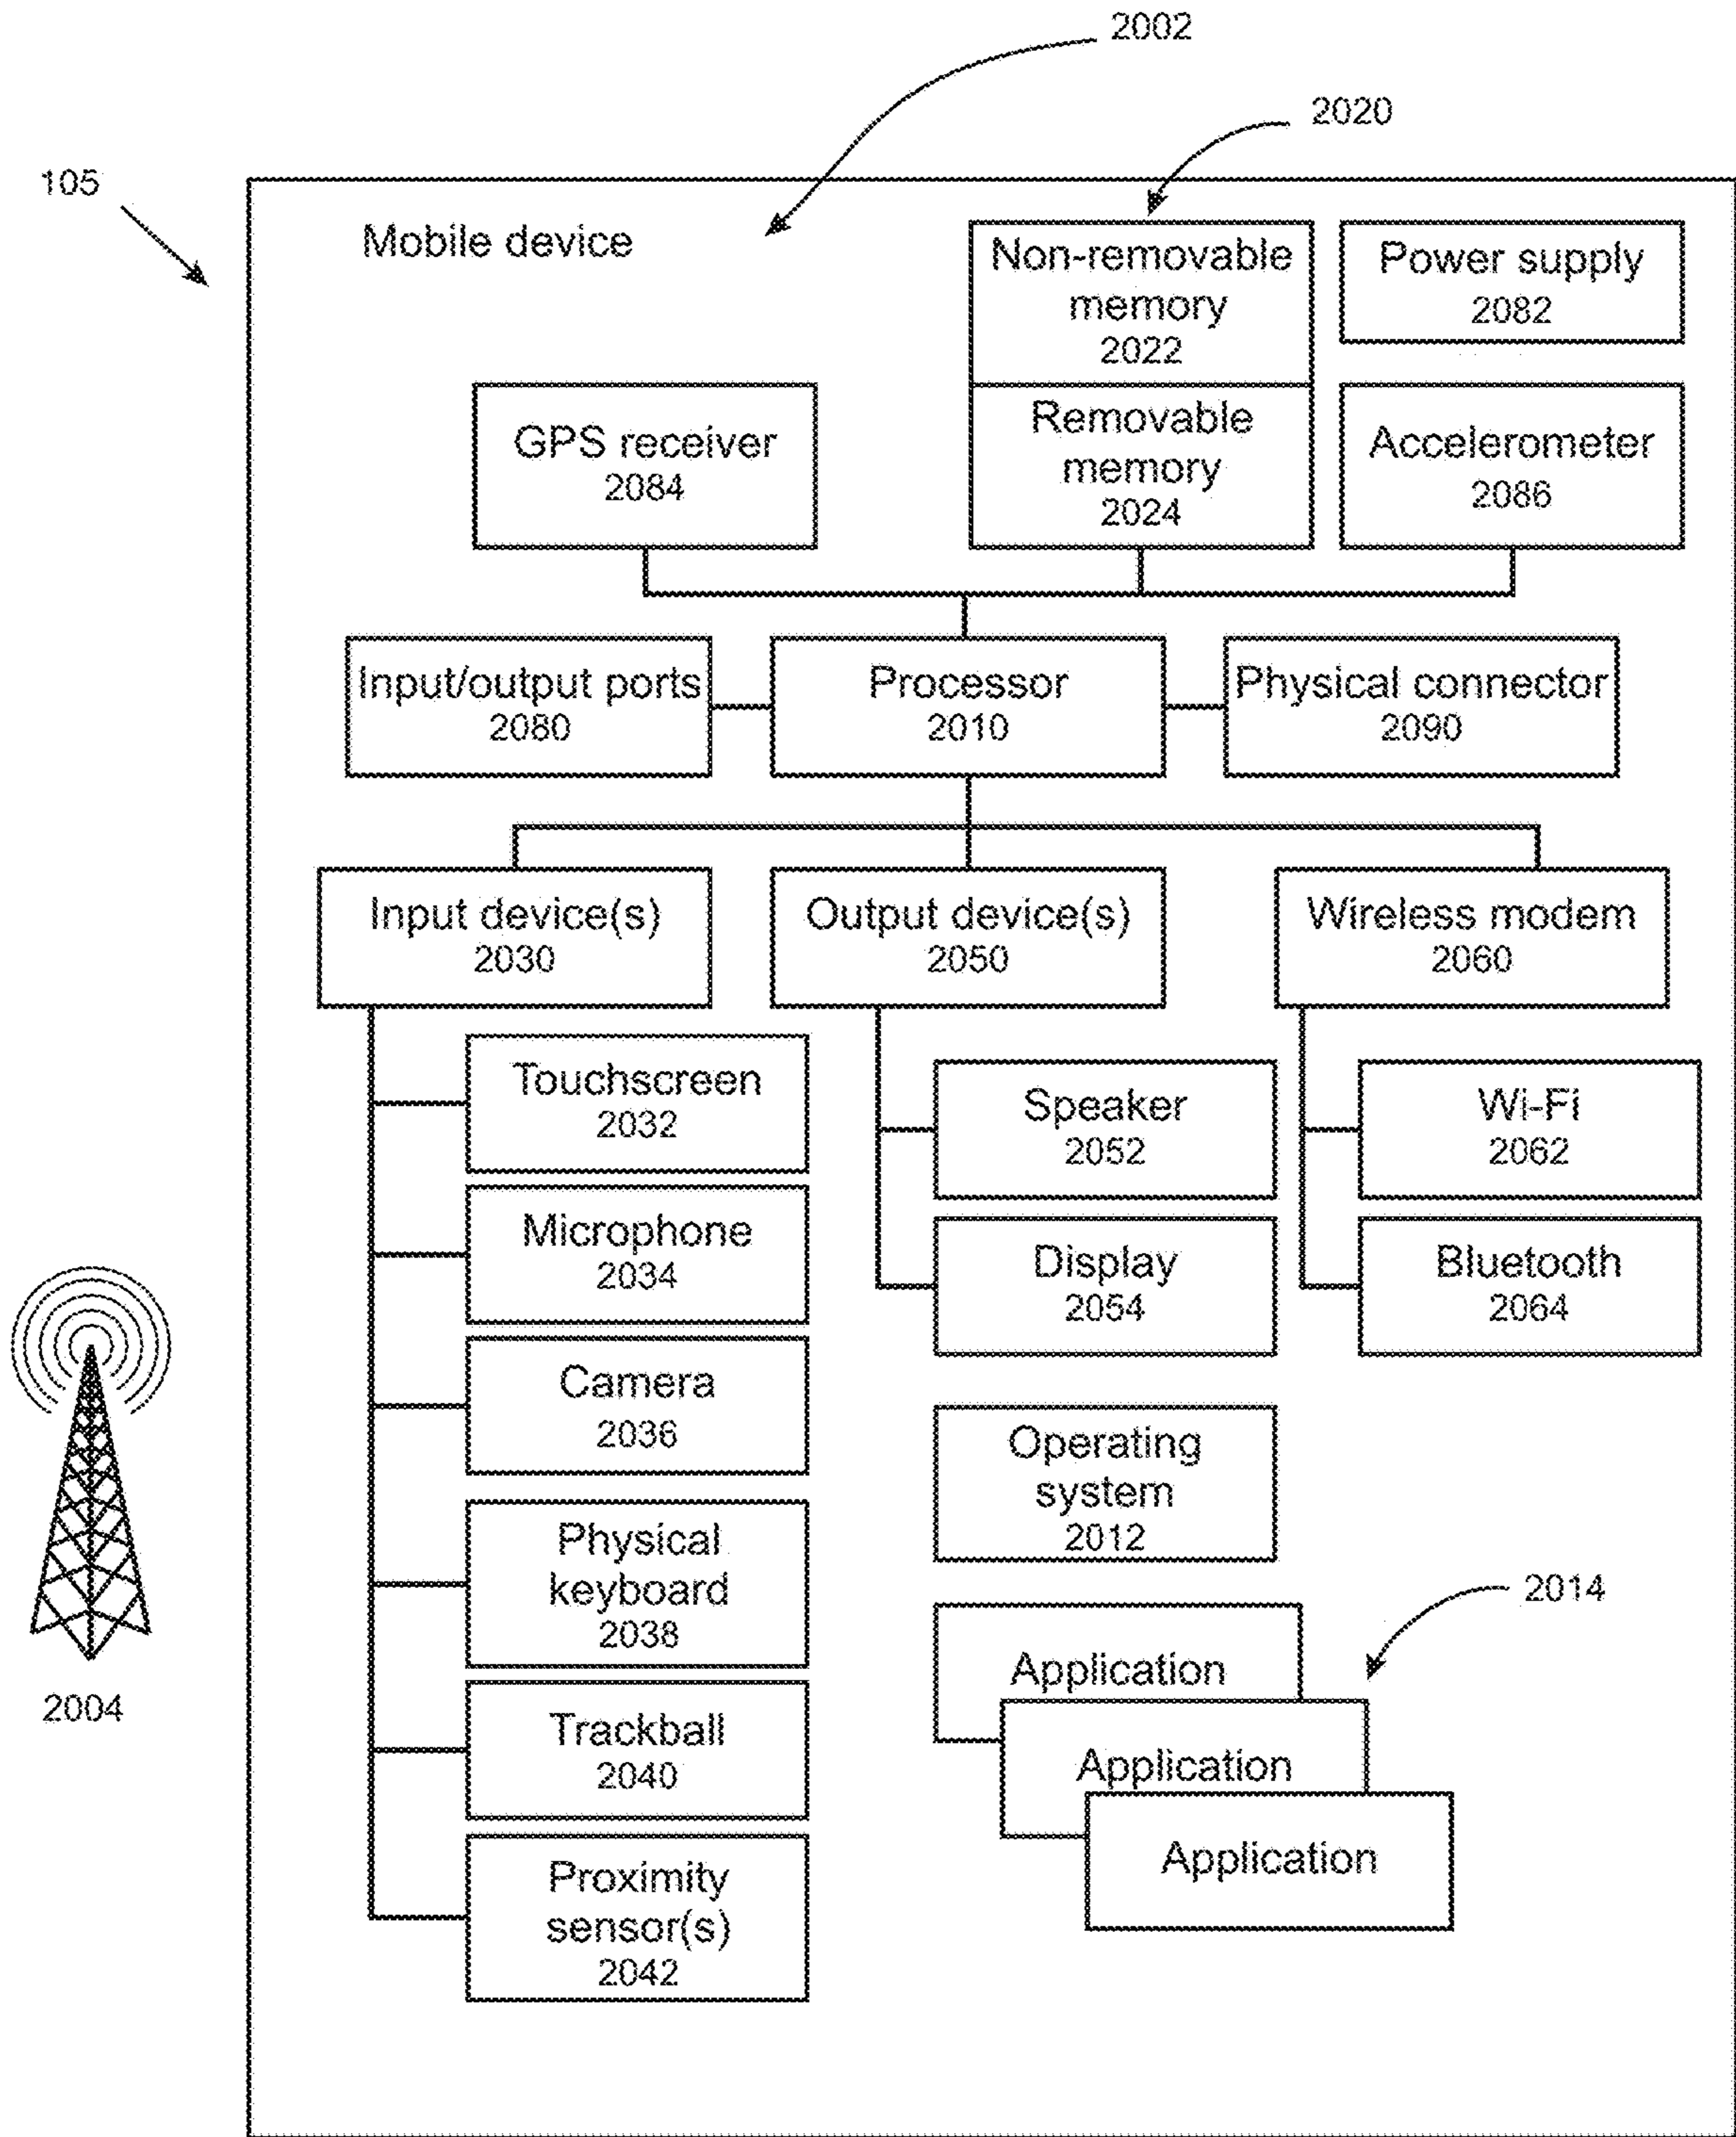 2002
2020
105
Mobile device
Non-removable
memory
2022
Power supply
2082
GPS receiver
2084
Removable
memory
2024
Accelerometer
2086
Input/output ports
2080
Processor
2010
Physical connector
2090
Input device(s)
2030
Output device(s)
2050
Wireless modem
2060
Touchscreen
2032
Speaker
2052
Wi-Fi
2062
Microphone
2034
Display
2054
Bluetooth
2064
Camera
2036
Operating
system
2012
Physical
keyboard
2038
2014
Application
2004
Trackball
2040
Application
Application
Proximity
sensor(s)
2042